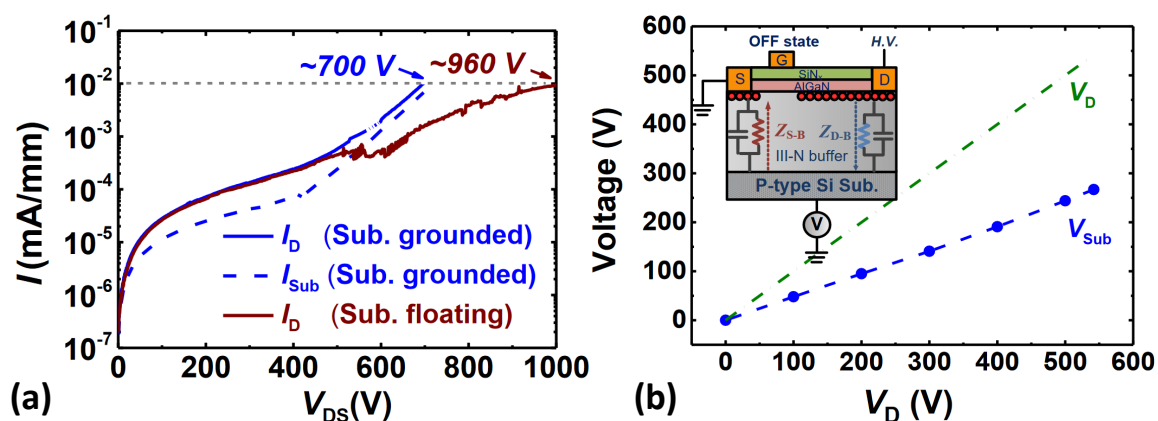 10⁻¹
10⁻²
10⁻³
10⁻⁴
10⁻⁵
10⁻⁶
10⁻⁷
I (mA/mm)
~700 V
~960 V
I_D (Sub. grounded)
I_Sub (Sub. grounded)
I_D (Sub. floating)
0 200 400 600 800 1000
V_DS(V)
(a)
600
500
400
300
200
100
0
Voltage (V)
OFF state
H.V.
G
S
SiNₓ
D
AlGaN
Z_S-B
Z_D-B
III-N buffer
P-type Si Sub.
V
V_D
V_Sub
0 100 200 300 400 500 600
V_D (V)
(b)